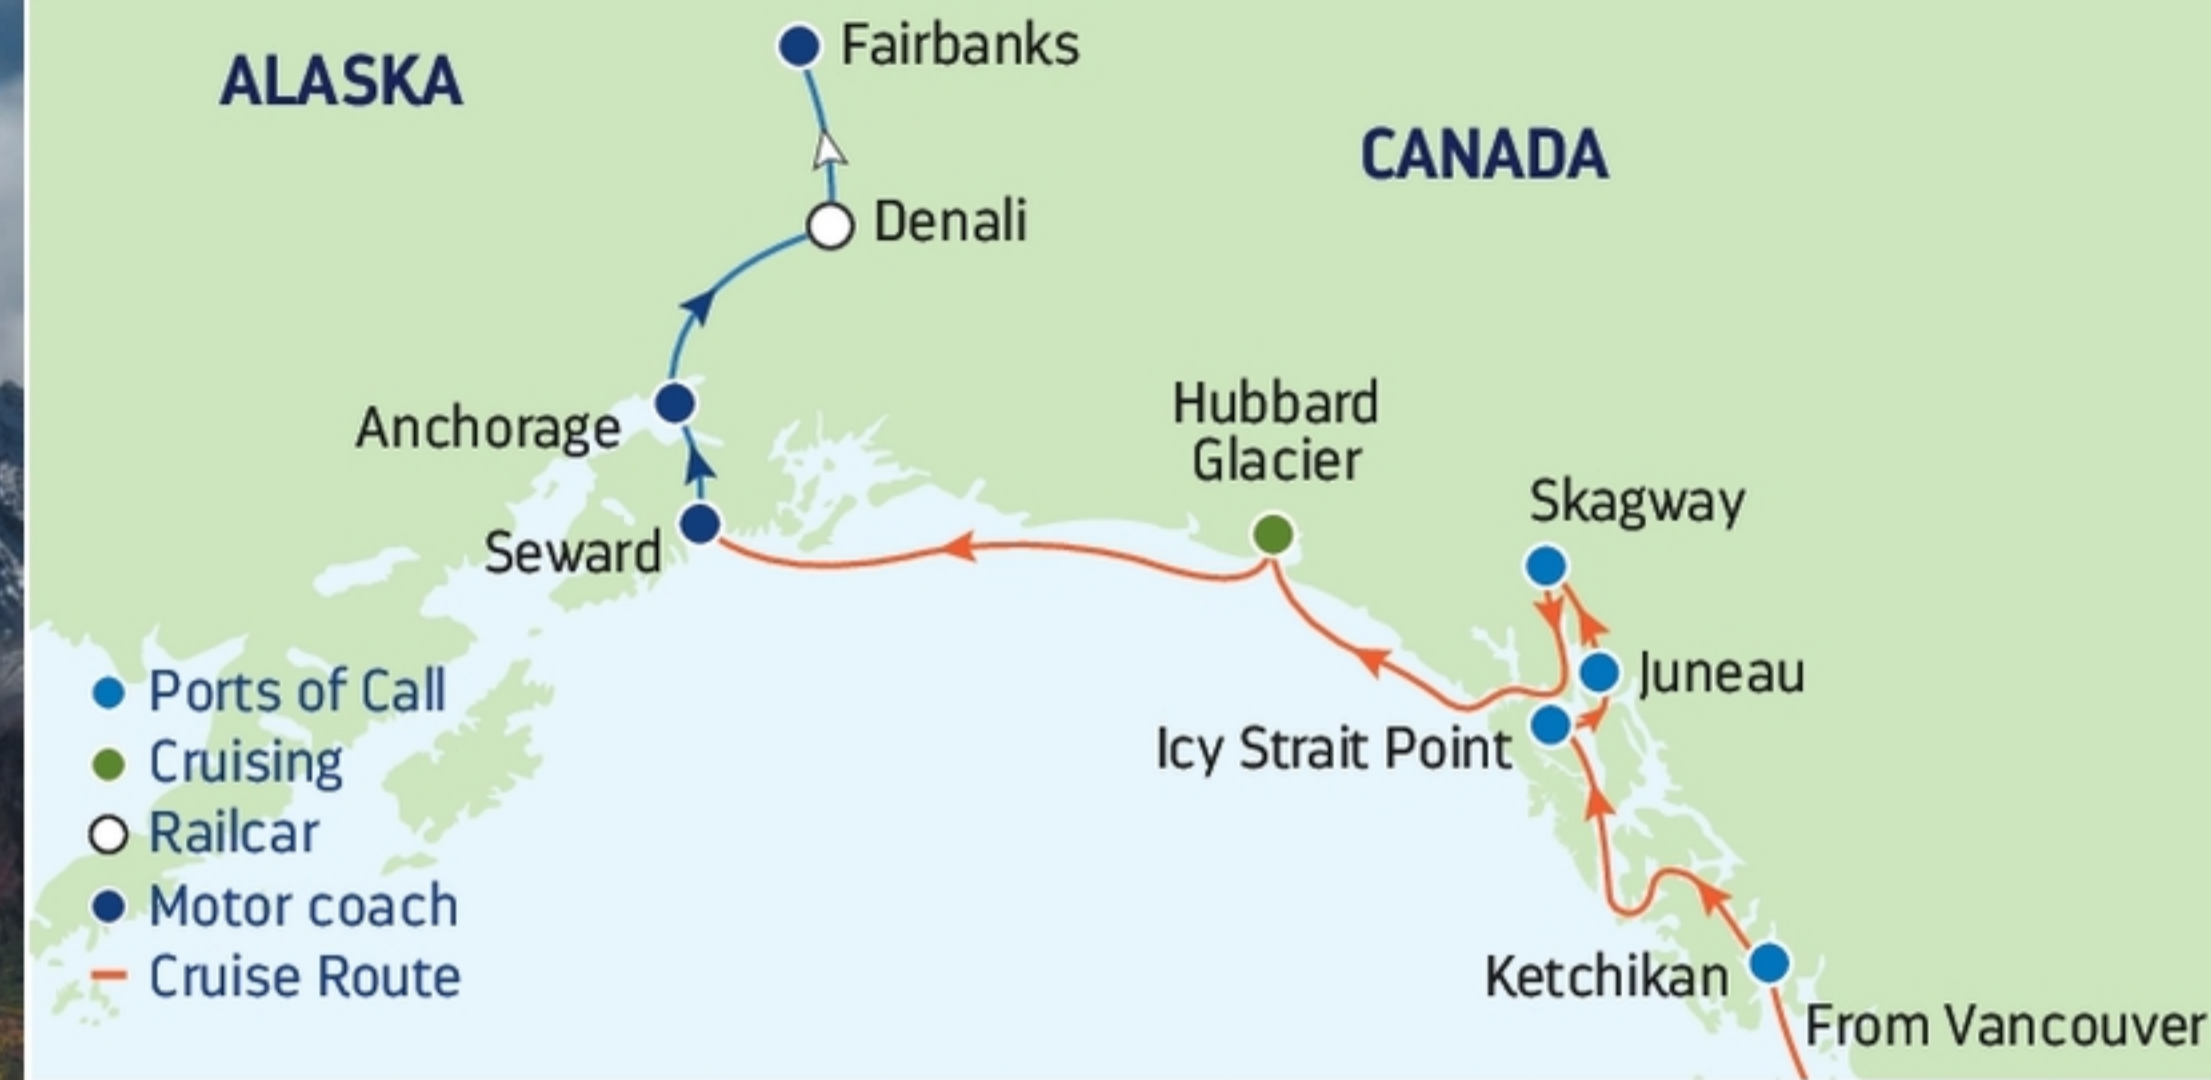 Fairbanks
ALASKA
CANADA
Denali
Hubbard
Glacier
Anchorage
Skagway
Seward
Juneau
Icy Strait Point
Ketchikan
From Vancouver
Ports of Call
Cruising
Railcar
Motor coach
Cruise Route